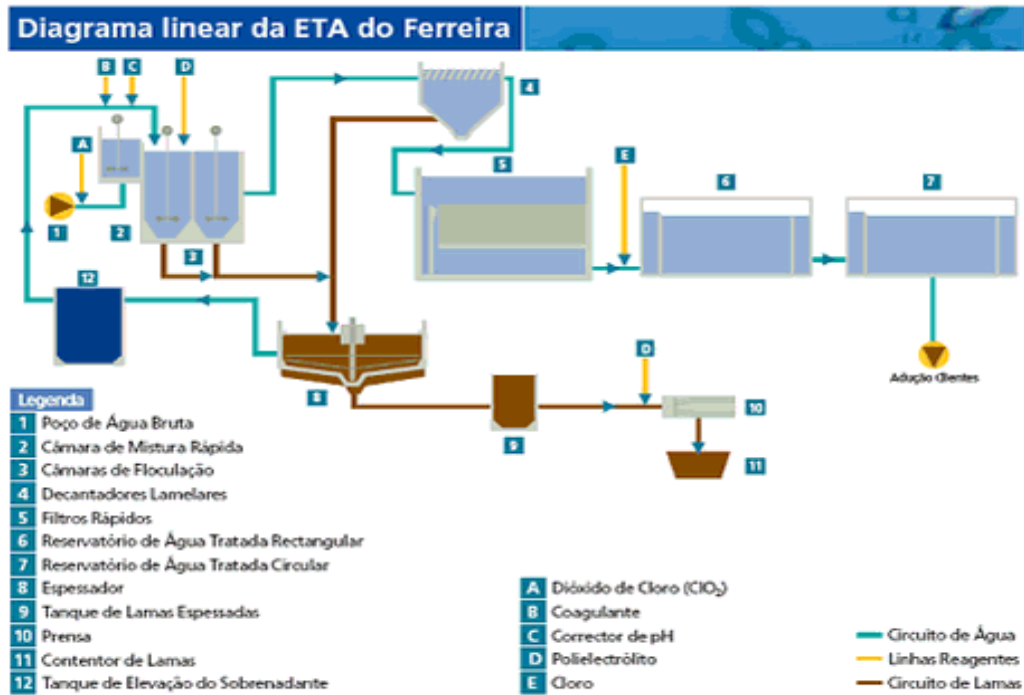 Diagrama linear da ETA do Ferreira
B C D
4
A
5
E
6
7
1
2
3
12
Adução Clientes
8
D
9
10
11
Legenda
1 Poço de Água Bruta
2 Câmara de Mistura Rápida
3 Câmaras de Floculação
4 Decantadores Lamelares
5 Filtros Rápidos
6 Reservatório de Água Tratada Rectangular
7 Reservatório de Água Tratada Circular
8 Espessador
9 Tanque de Lamas Espessadas
10 Prensa
11 Contentor de Lamas
12 Tanque de Elevação do Sobrenadante
A Dióxido de Cloro (ClO₂)
B Coagulante
C Corrector de pH
D Polielectrólito
E Cloro
Circuito de Água
Linhas Reagentes
Circuito de Lamas